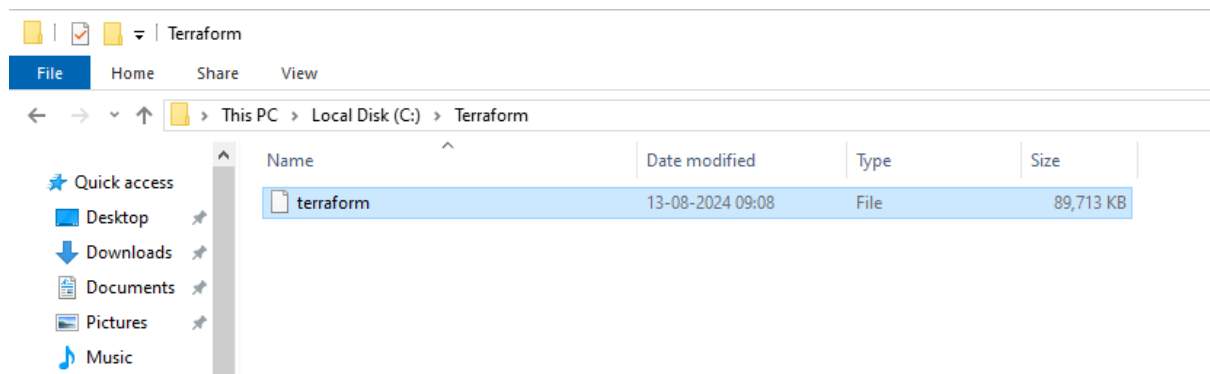 Terraform
File Home Share View
This PC > Local Disk (C:) > Terraform
Name Date modified Type Size
Quick access
terraform 13-08-2024 09:08 File 89,713 KB
Desktop
Downloads
Documents
Pictures
Music